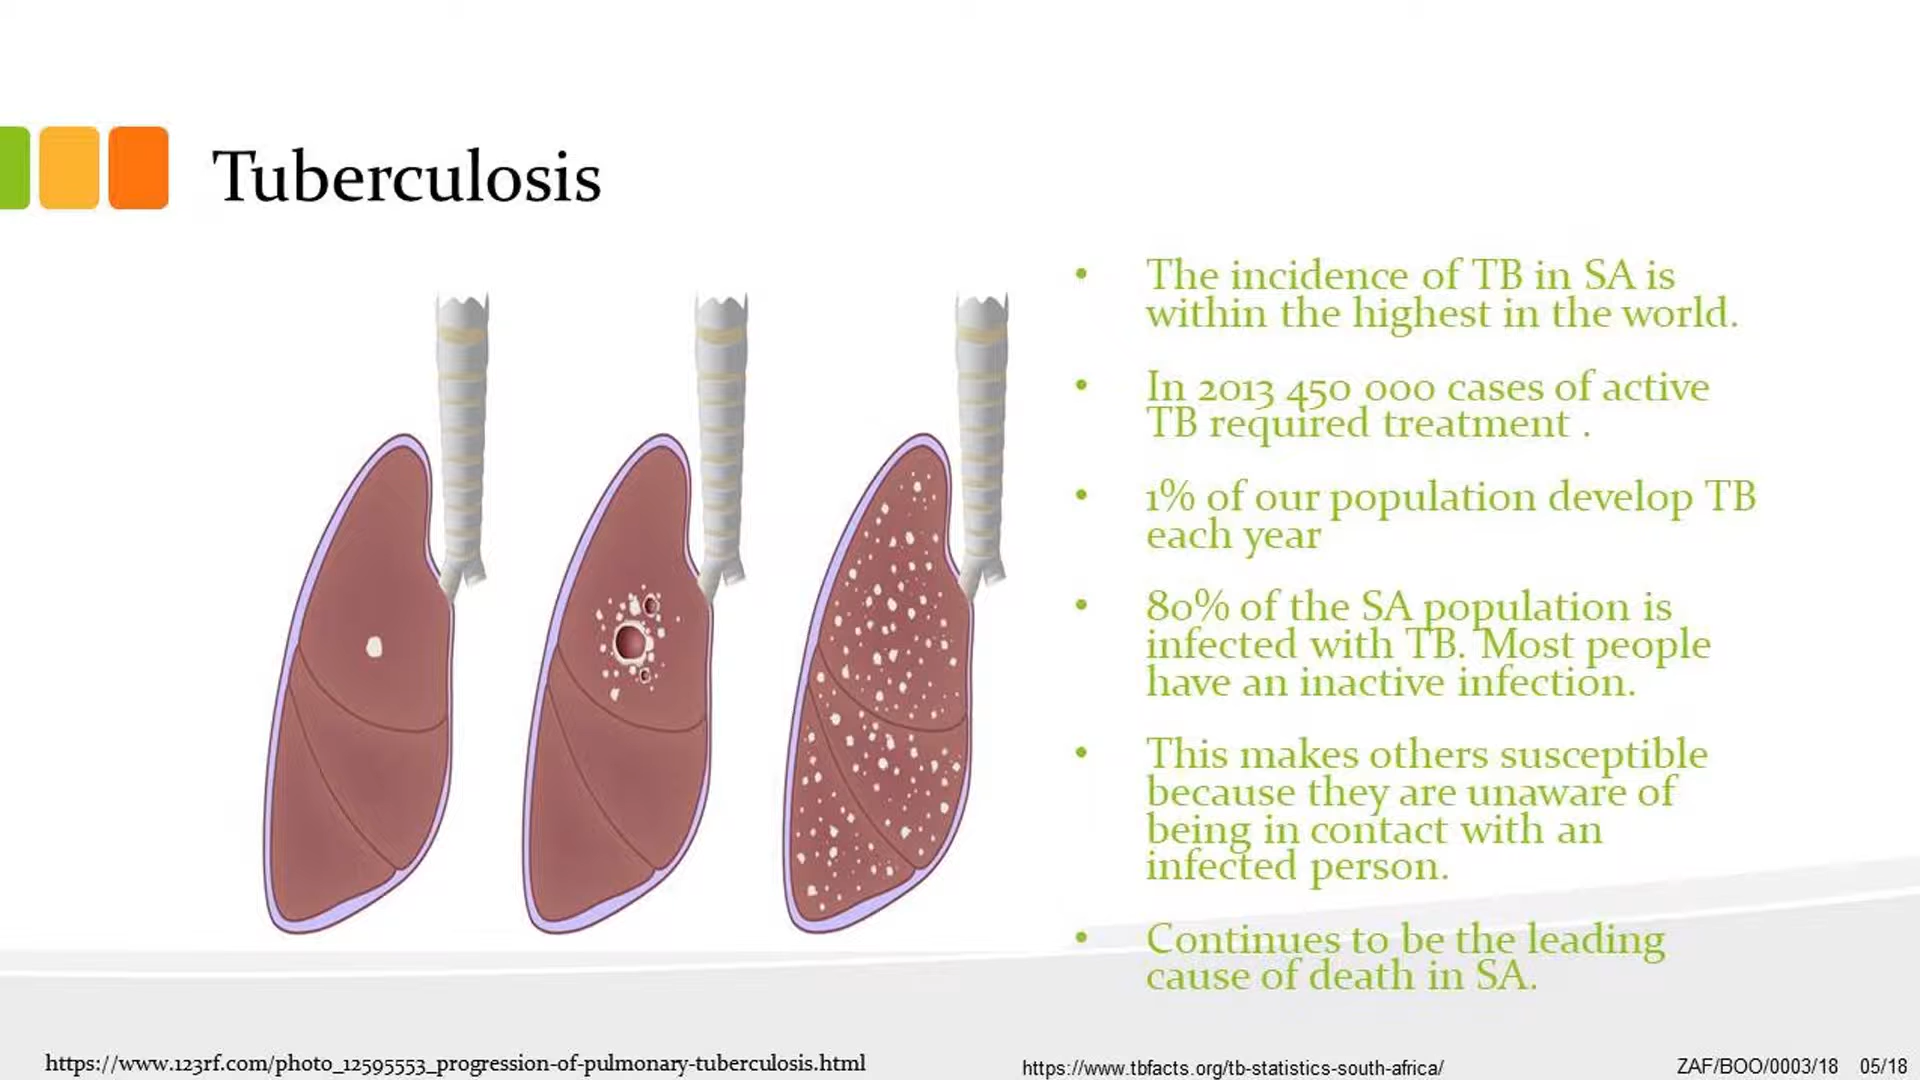 Tuberculosis
• The incidence of TB in SA is
within the highest in the world.
• In 2013 450 000 cases of active
TB required treatment .
• 1% of our population develop TB
each year
• 80% of the SA population is
infected with TB. Most people
have an inactive infection.
• This makes others susceptible
because they are unaware of
being in contact with an
infected person.
• Continues to be the leading
cause of death in SA.
https://www.123rf.com/photo_12595553_progression-of-pulmonary-tuberculosis.html
https://www.tbfacts.org/tb-statistics-south-africa/
ZAF/BOO/0003/18 05/18